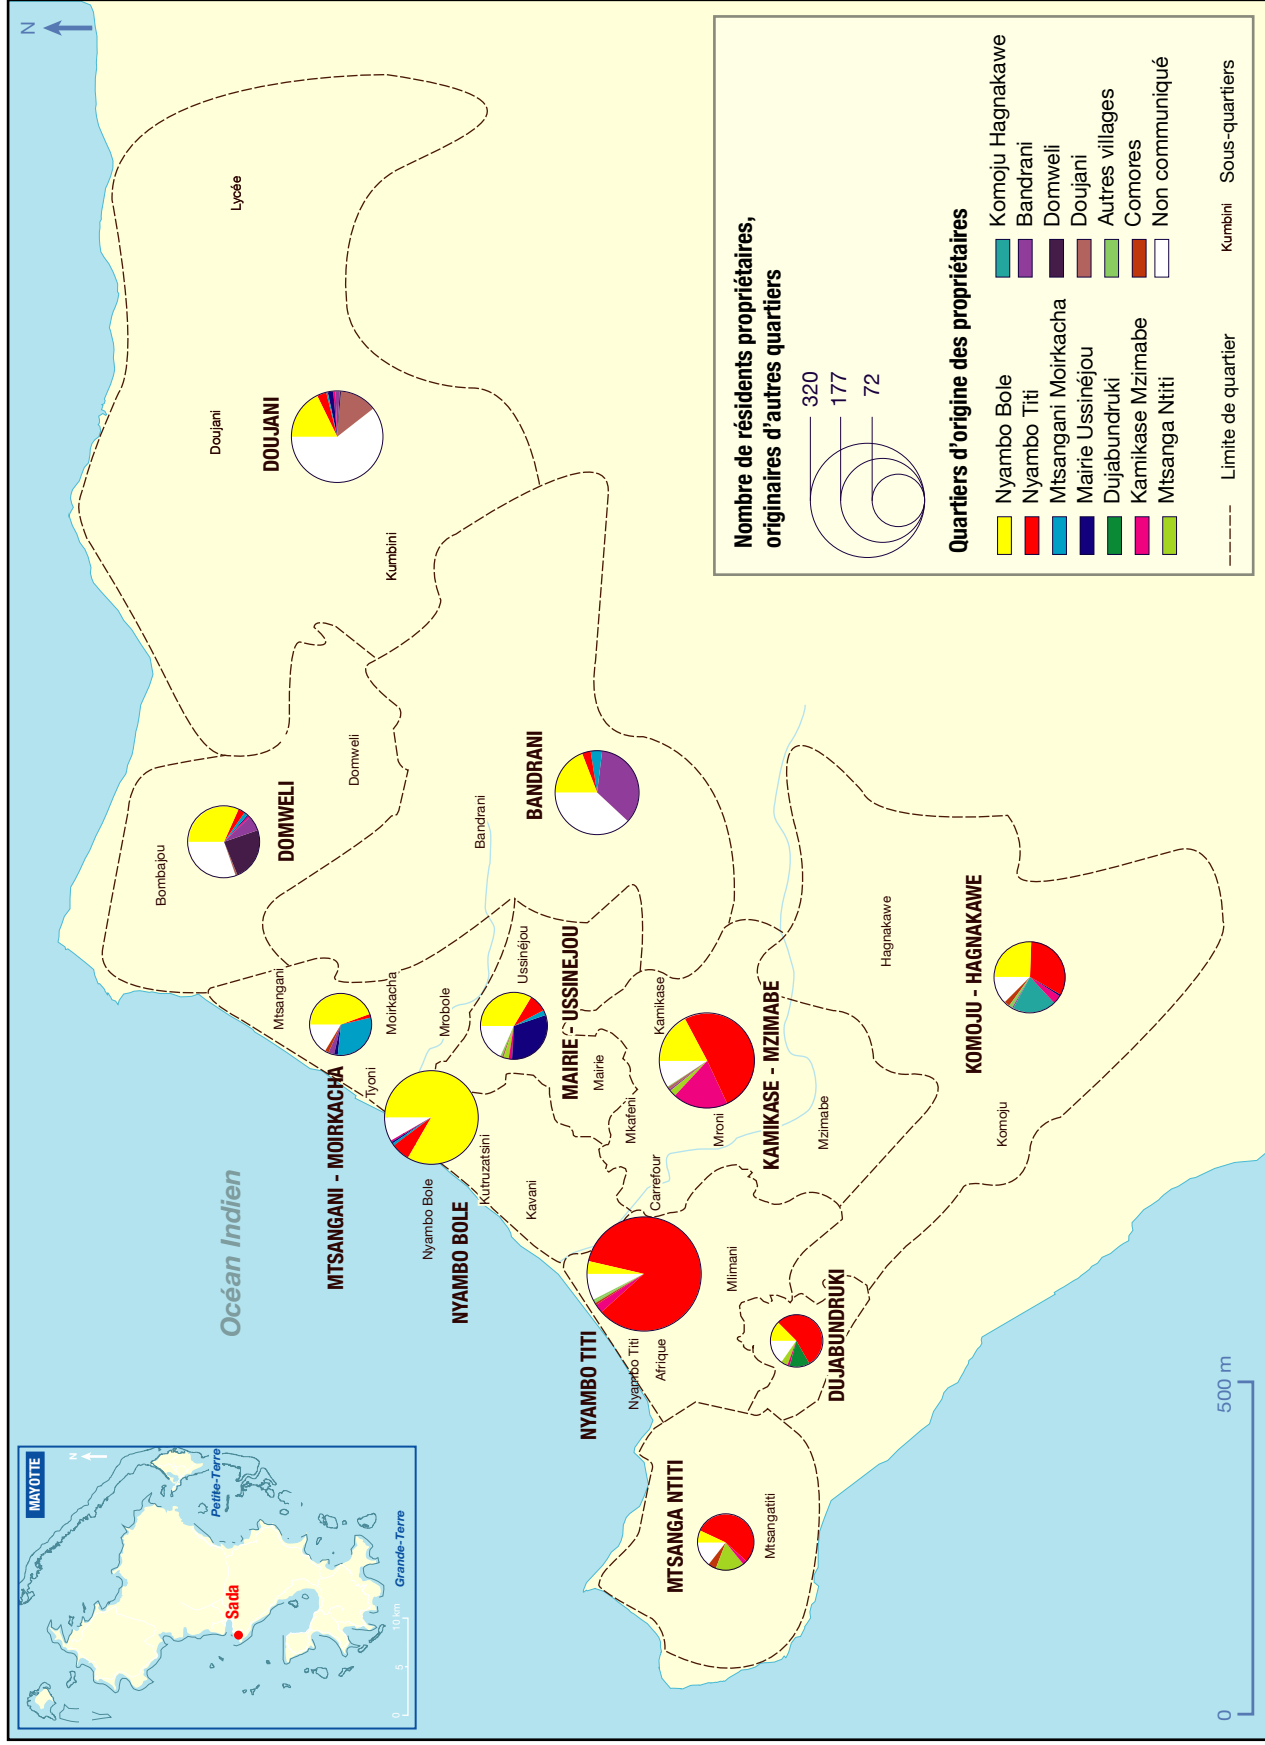 MAYOTTE
N
Petite-Terre
Sada
Grande-Terre
0
5
10 km
Océan Indien
N
MTSANGA NTITI
Mtsangatiti
NYAMBO TITI
Nyambo Titi
Afrique
Mlimani
DUJABUNDRUKI
NYAMBO BOLE
Nyambo Bole
Kutruzatsini
Kavani
Carrefour
MTSANGANI - MOIRKACHA
Mtsangani
Moirkacha
Tyoni
Mrobole
MAIRIE - USSINEJOU
Ussinéjou
Mairie
Mkafeni
KAMIKASE - MZIMABE
Kamikase
Mroni
Mzimabe
KOMOJU - HAGNAKAWE
Hagnakawe
Komoju
DOMWELI
Bombajou
Domweli
BANDRANI
Bandrani
DOUJANI
Doujani
Kumbini
Lycée
0
500 m
Nombre de résidents propriétaires,
originaires d'autres quartiers
320
177
72
Quartiers d'origine des propriétaires
Nyambo Bole
Nyambo Titi
Mtsangani Moirkacha
Mairie Ussinéjou
Dujabundruki
Kamikase Mzimabe
Mtsanga Ntiti
Komoju Hagnakawe
Bandrani
Domweli
Doujani
Autres villages
Comores
Non communiqué
Limite de quartier
Kumbini
Sous-quartiers